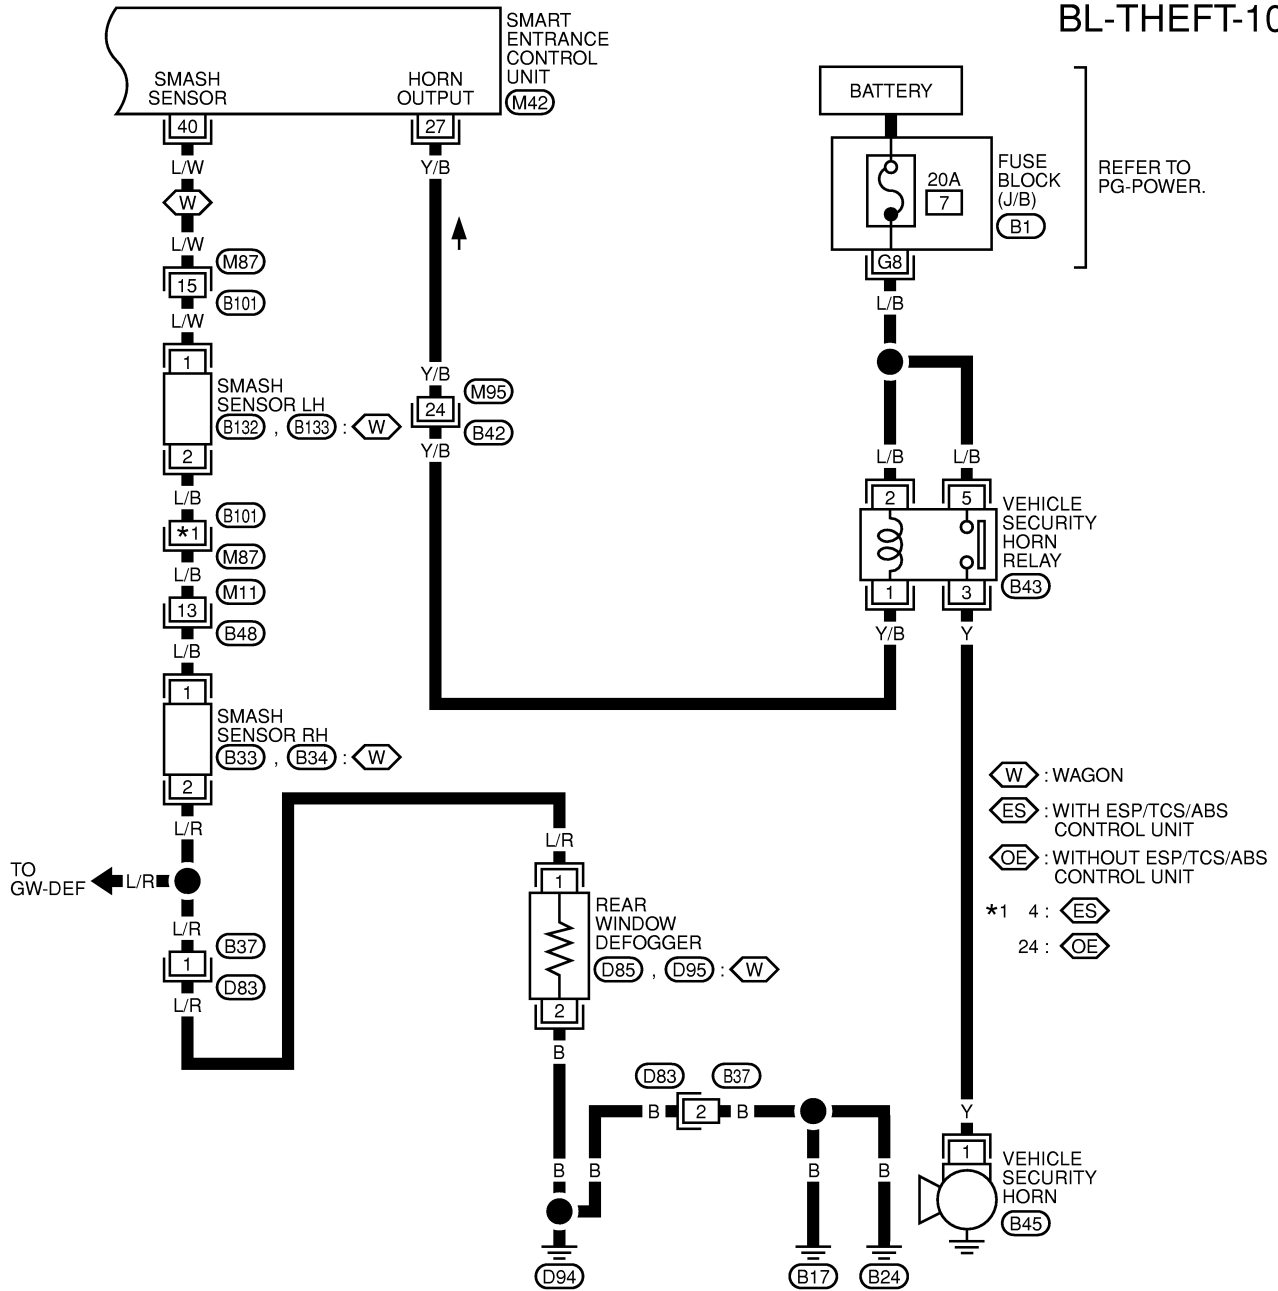 BL-THEFT-10
SMART
ENTRANCE
CONTROL
UNIT
M42
SMASH
SENSOR
HORN
OUTPUT
40
27
L/W
Y/B
W
L/W
M87
15
B101
L/W
1
SMASH
SENSOR LH
B132 , B133 : W
2
L/B
B101
*1
M87
L/B
M11
13
B48
L/B
1
SMASH
SENSOR RH
B33 , B34 : W
2
L/R
TO
GW-DEF
L/R
L/R
B37
1
D83
L/R
Y/B
M95
24
B42
Y/B
BATTERY
20A
7
FUSE
BLOCK
(J/B)
B1
REFER TO
PG-POWER.
G8
L/B
L/B
L/B
2
5
VEHICLE
SECURITY
HORN
RELAY
B43
1
3
Y/B
Y
L/R
1
REAR
WINDOW
DEFOGGER
D85 , D95 : W
2
B
D83
B37
B
2
B
B
B
B
B
D94
B17
B24
W : WAGON
ES : WITH ESP/TCS/ABS
CONTROL UNIT
OE : WITHOUT ESP/TCS/ABS
CONTROL UNIT
*1 4 : ES
24 : OE
Y
1
VEHICLE
SECURITY
HORN
B45